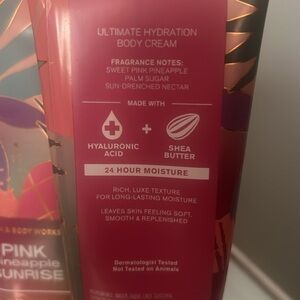 ULTIMATE HYDRATION
BODY CREAM
FRAGRANCE NOTES:
SWEET PINK PINEAPPLE
PALM SUGAR
SUN-DRENCHED NECTAR
MADE WITH
+
HYALURONIC
ACID
SHEA
BUTTER
24 HOUR MOISTURE
RICH, LUXE TEXTURE
FOR LONG-LASTING MOISTURE
LEAVES SKIN FEELING SOFT,
SMOOTH & REPLENISHED
Dermatologist Tested
Not Tested on Animals
& BODY WORKS
PINK
Pineapple
SUNRISE